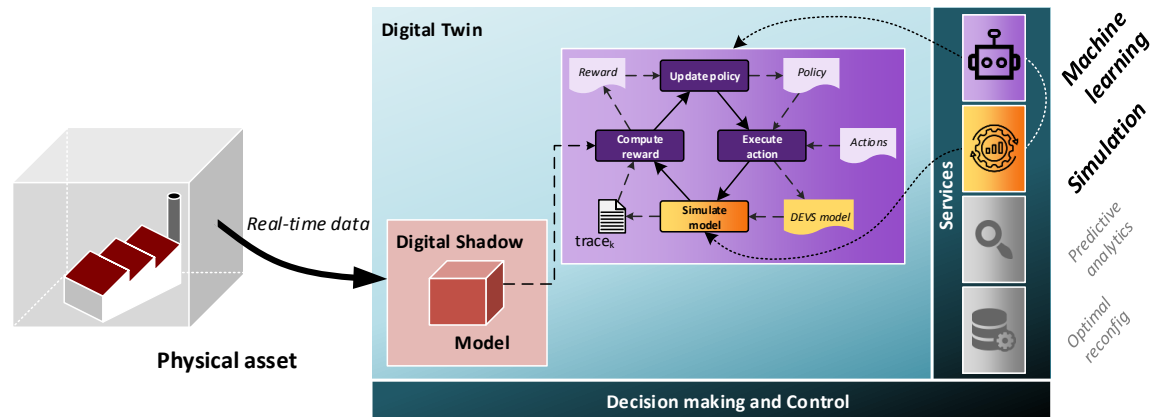 Digital Twin
Reward
Update policy
Policy
Compute
reward
Execute
action
Actions
Simulate
model
DEVS model
trace_k
Real-time data
Digital Shadow
Model
Physical asset
Services
Machine
learning
Simulation
Predictive
analytics
Optimal
reconfig
Decision making and Control